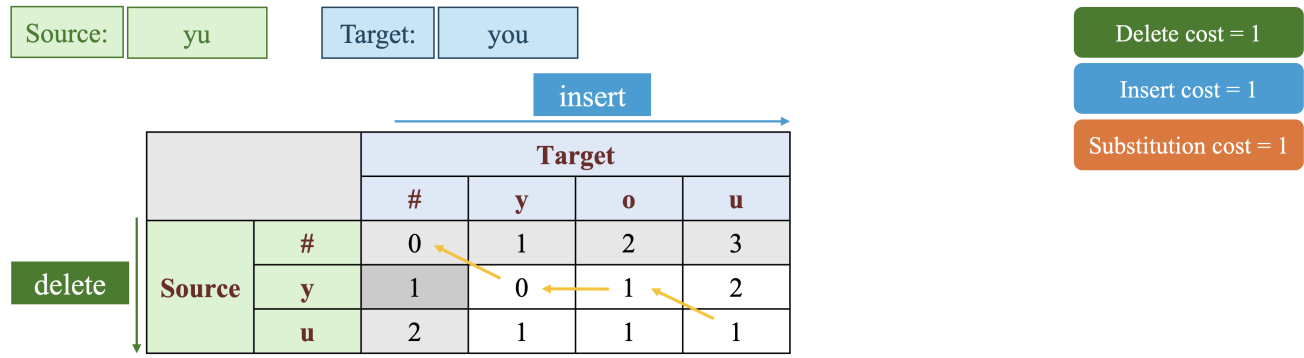 Source: yu Target: you Delete cost = 1
insert Insert cost = 1
Substitution cost = 1
Target
# y o u
# 0 1 2 3
delete Source y 1 0 1 2
u 2 1 1 1